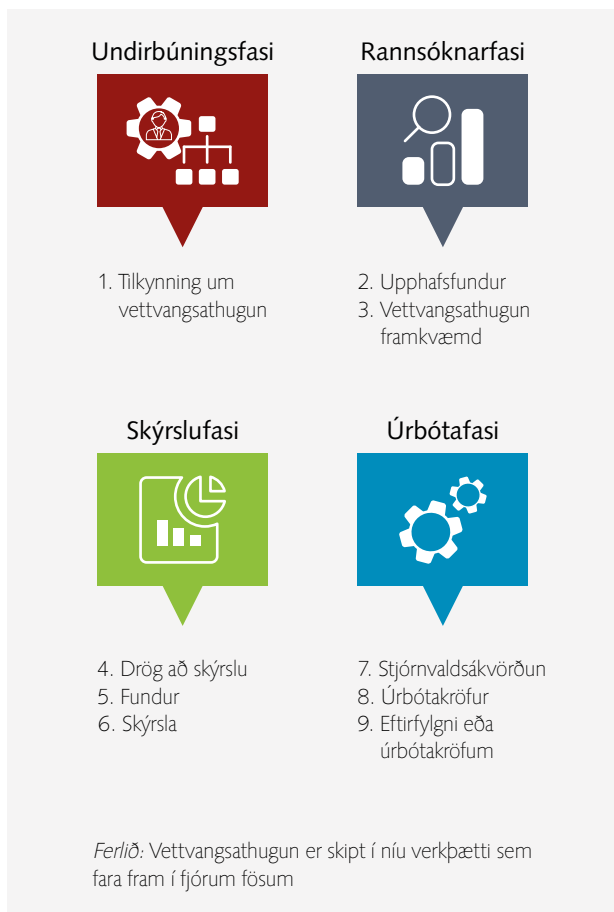 Undirbúningsfasi
1. Tilkynning um
vettvangsathugun
Rannsóknarfasi
2. Upphafsfundur
3. Vettvangsathugun
framkvæmd
Skýrslufasi
4. Drög að skýrslu
5. Fundur
6. Skýrsla
Úrbótafasi
7. Stjórnvaldsákvörðun
8. Úrbótakröfur
9. Eftirfylgni eða
úrbótakröfum
Ferlið: Vettvangsathugun er skipt í níu verkþætti sem
fara fram í fjórum fösum